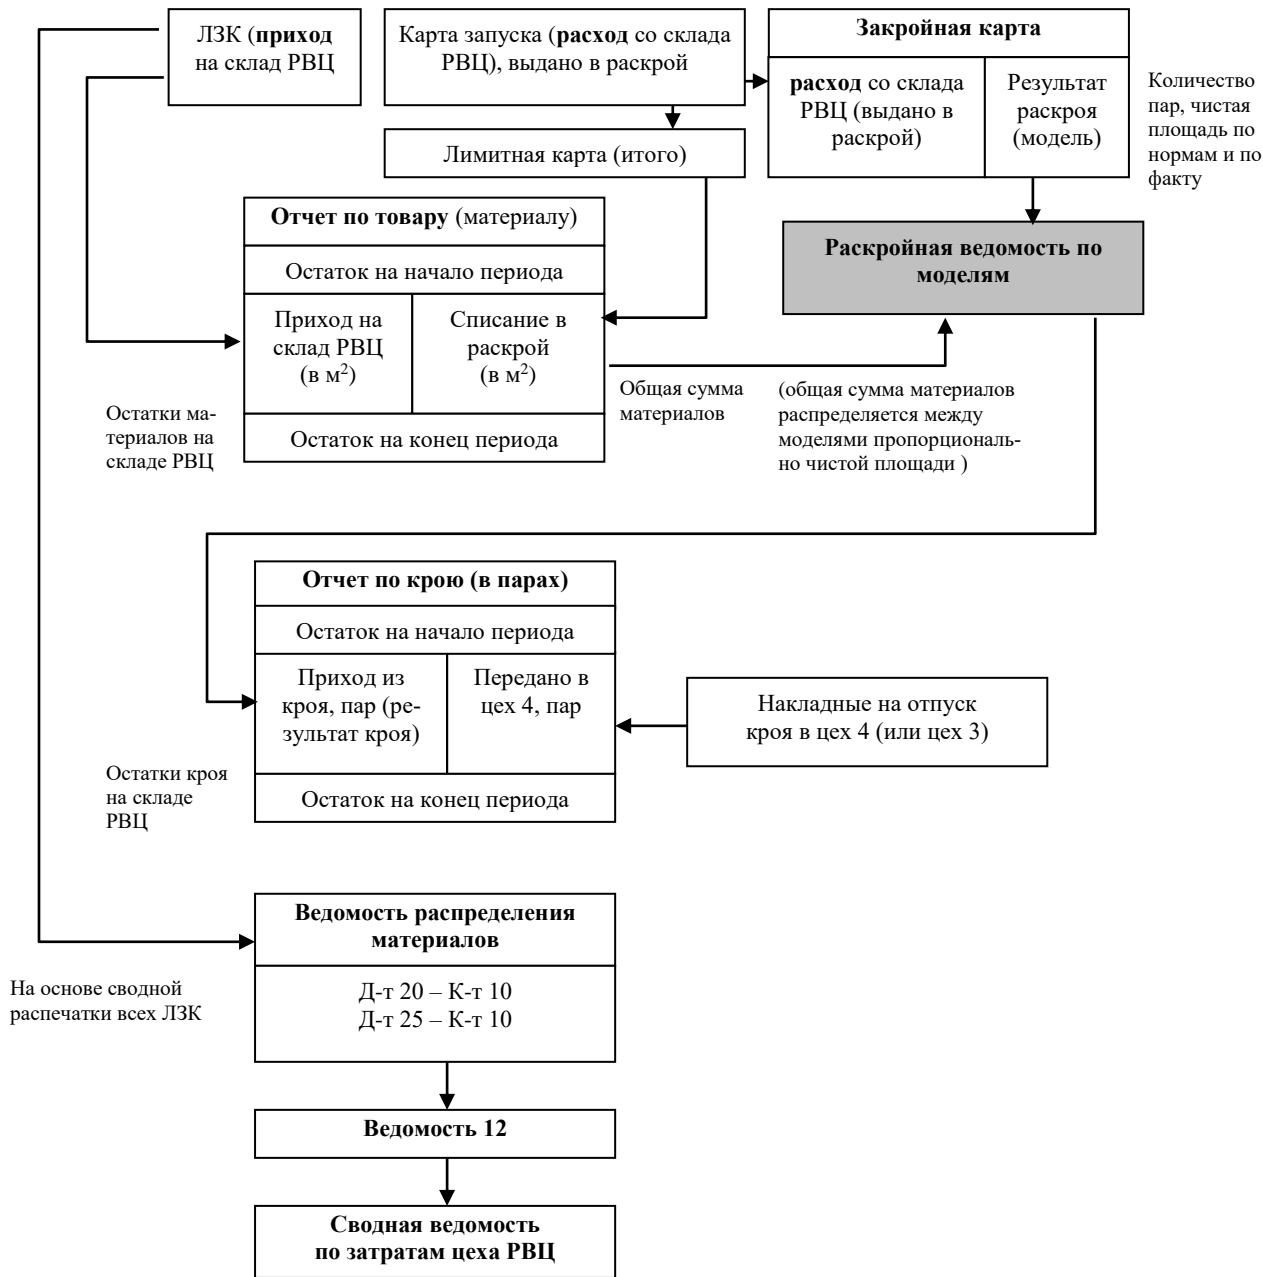 ЛЗК (приход
на склад РВЦ
Карта запуска (расход со склада
РВЦ), выдано в раскрой
Закройная карта
расход со склада
РВЦ (выдано в
раскрой)
Результат
раскроя
(модель)
Количество
пар, чистая
площадь по
нормам и по
факту
Лимитная карта (итого)
Отчет по товару (материалу)
Остаток на начало периода
Приход на
склад РВЦ
(в м²)
Списание в
раскрой
(в м²)
Остаток на конец периода
Остатки ма-
териалов на
складе РВЦ
Раскройная ведомость по
моделям
Общая сумма
материалов
(общая сумма материалов
распределяется между
моделями пропорциональ-
но чистой площади )
Отчет по крою (в парах)
Остаток на начало периода
Приход из
кроя, пар (ре-
зультат кроя)
Передано в
цех 4, пар
Остаток на конец периода
Накладные на отпуск
кроя в цех 4 (или цех 3)
Остатки кроя
на складе
РВЦ
Ведомость распределения
материалов
Д-т 20 – К-т 10
Д-т 25 – К-т 10
На основе сводной
распечатки всех ЛЗК
Ведомость 12
Сводная ведомость
по затратам цеха РВЦ